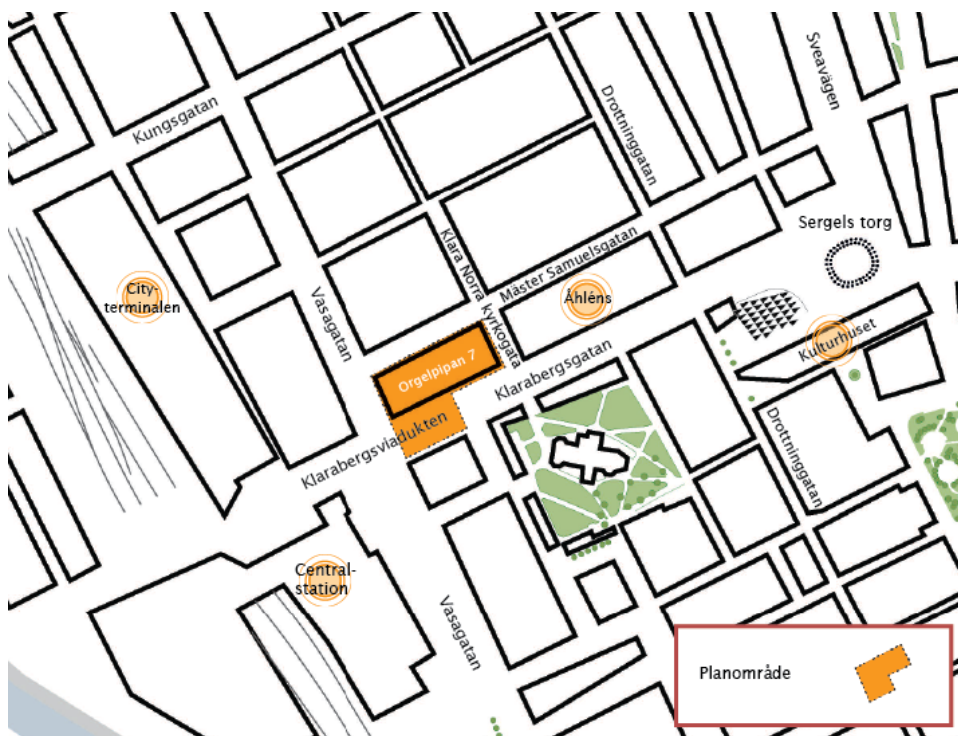 Sveavägen
Kungsgatan
Drottninggatan
Sergels torg
Klara Norra kyrkogata
Mäster Samuelsgatan
City-
terminalen
Vasagatan
Åhléns
Kulturhuset
Orgelpipan 7
Klarabergsgatan
Klarabergsviadukten
Drottninggatan
Central-
station
Vasagatan
Planområde